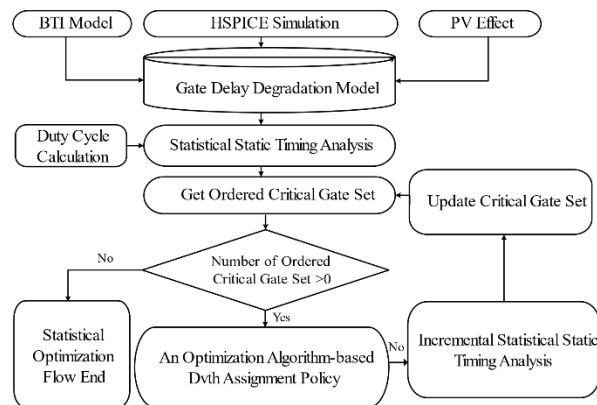 BTI Model
HSPICE Simulation
PV Effect
Gate Delay Degradation Model
Duty Cycle
Calculation
Statistical Static Timing Analysis
Get Ordered Critical Gate Set
Update Critical Gate Set
No
Number of Ordered
Critical Gate Set >0
Yes
Statistical
Optimization
Flow End
An Optimization Algorithm-based
Dvth Assignment Policy
No
Incremental Statistical Static
Timing Analysis